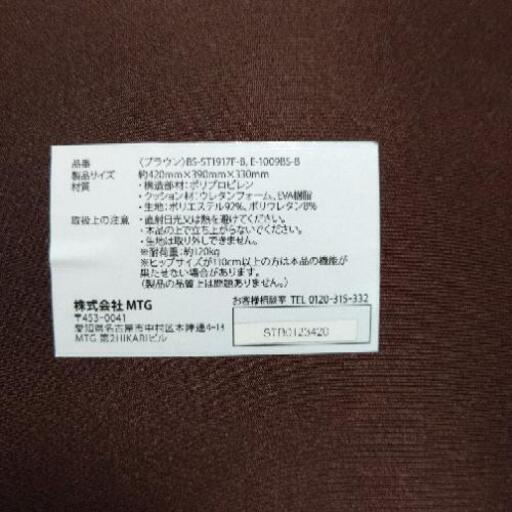 品番 〈ブラウン〉BS-ST1917F-B, E-1009BS-B
製品サイズ 約420mm×390mm×330mm
材質 ・構造部材：ポリプロピレン
・クッション材：ウレタンフォーム、EVA樹脂
・生地：ポリエステル92%、ポリウレタン8%
取扱上の注意 ・直射日光又は熱を避けてください。
・本品の上で立ち上がらないでください。
・生地は取り外しできません。
※耐荷重：約120kg
※ヒップサイズが110cm以上の方は本品の機能が
果たせない場合があります。
（製品の品質上は問題ありません。）
株式会社 MTG
お客様相談室 TEL 0120-315-332
〒453-0041
愛知県名古屋市中村区本陣通4-13
MTG 第2HIKARIビル
STB0123420